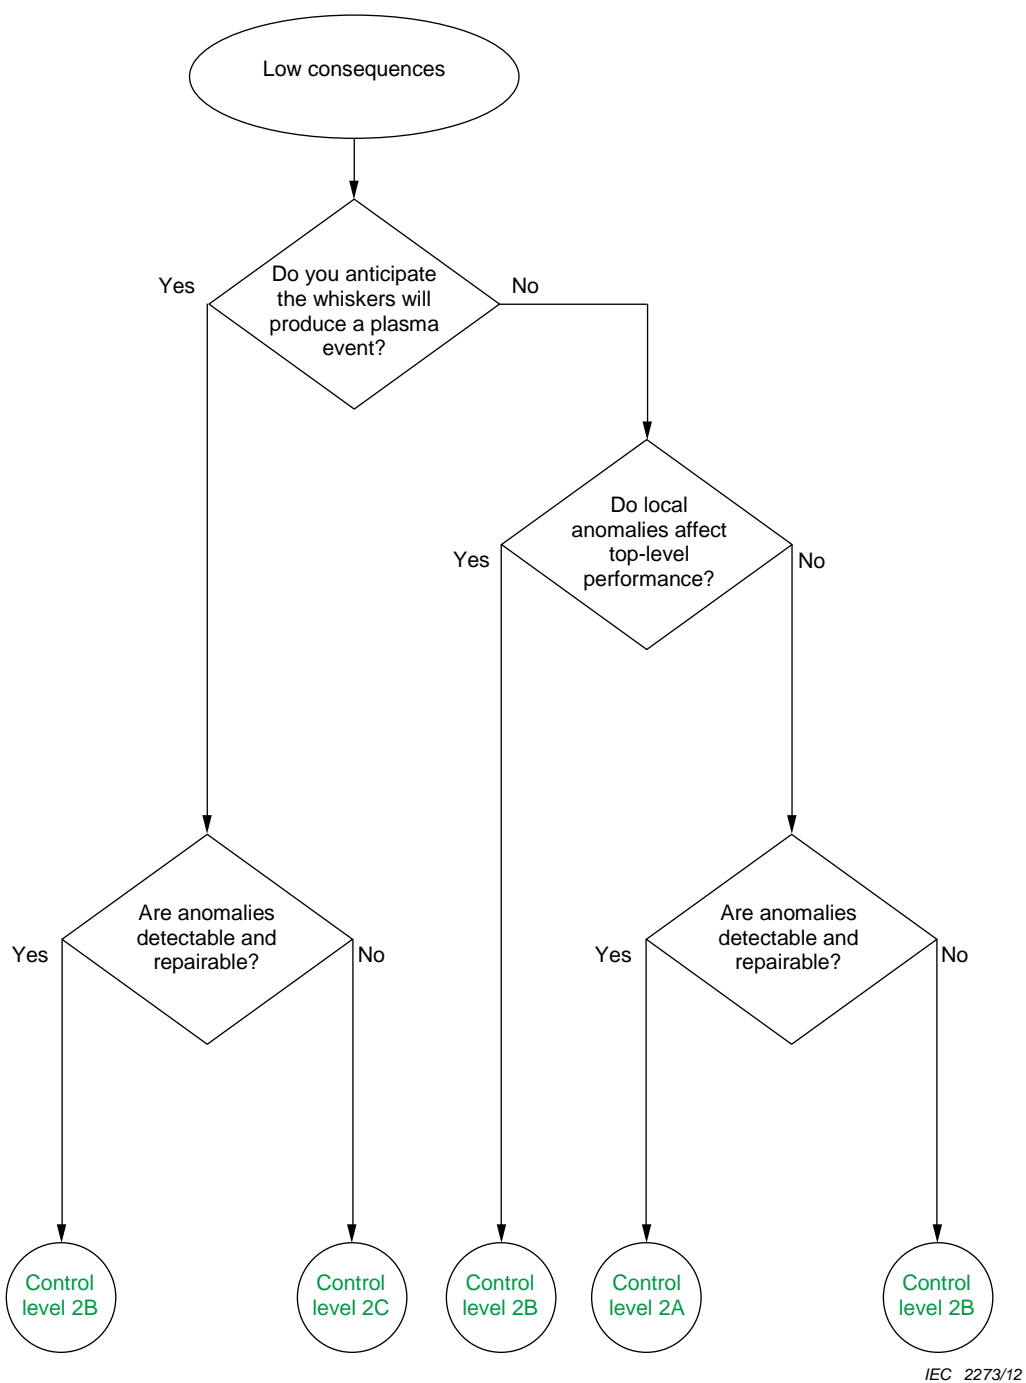 Low consequences
Do you anticipate
the whiskers will
produce a plasma
event?
Yes
No
Do local
anomalies affect
top-level
performance?
Yes
No
Are anomalies
detectable and
repairable?
Yes
No
Are anomalies
detectable and
repairable?
Yes
No
Control
level 2B
Control
level 2C
Control
level 2B
Control
level 2A
Control
level 2B
IEC 2273/12